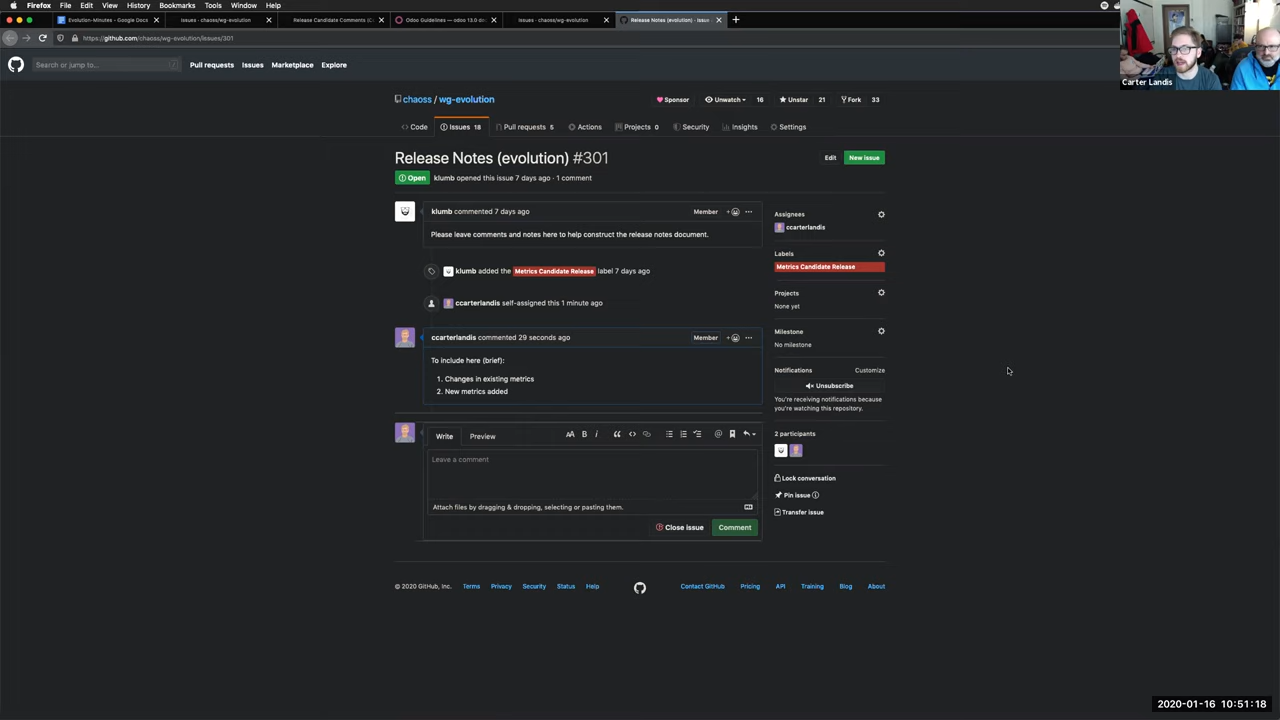 Firefox File Edit View History Bookmarks Tools Window Help
Evolution-Minutes - Google Docs
Issues · chaoss/wg-evolution
Release Candidate Comments (C
Odoo Guidelines — odoo 13.0 d
Issues · chaoss/wg-evolution
Release Notes (evolution) · Issu
https://github.com/chaoss/wg-evolution/issues/301
Search or jump to... / Pull requests Issues Marketplace Explore
Carter Landis
chaoss / wg-evolution Sponsor Unwatch 16 Unstar 21 Fork 33
Code Issues 18 Pull requests 5 Actions Projects 0 Security Insights Settings
Release Notes (evolution) #301 Edit New issue
Open klumb opened this issue 7 days ago · 1 comment
klumb commented 7 days ago Member
Please leave comments and notes here to help construct the release notes document.
klumb added the Metrics Candidate Release label 7 days ago
ccarterlandis self-assigned this 1 minute ago
ccarterlandis commented 29 seconds ago Member
To include here (brief):
1. Changes in existing metrics
2. New metrics added
Write Preview
Leave a comment
Attach files by dragging & dropping, selecting or pasting them.
Close issue Comment
Assignees
ccarterlandis
Labels
Metrics Candidate Release
Projects
None yet
Milestone
No milestone
Notifications Customize
Unsubscribe
You're receiving notifications because
you're watching this repository.
2 participants
Lock conversation
Pin issue
Transfer issue
© 2020 GitHub, Inc. Terms Privacy Security Status Help Contact GitHub Pricing API Training Blog About
2020-01-16 10:51:18